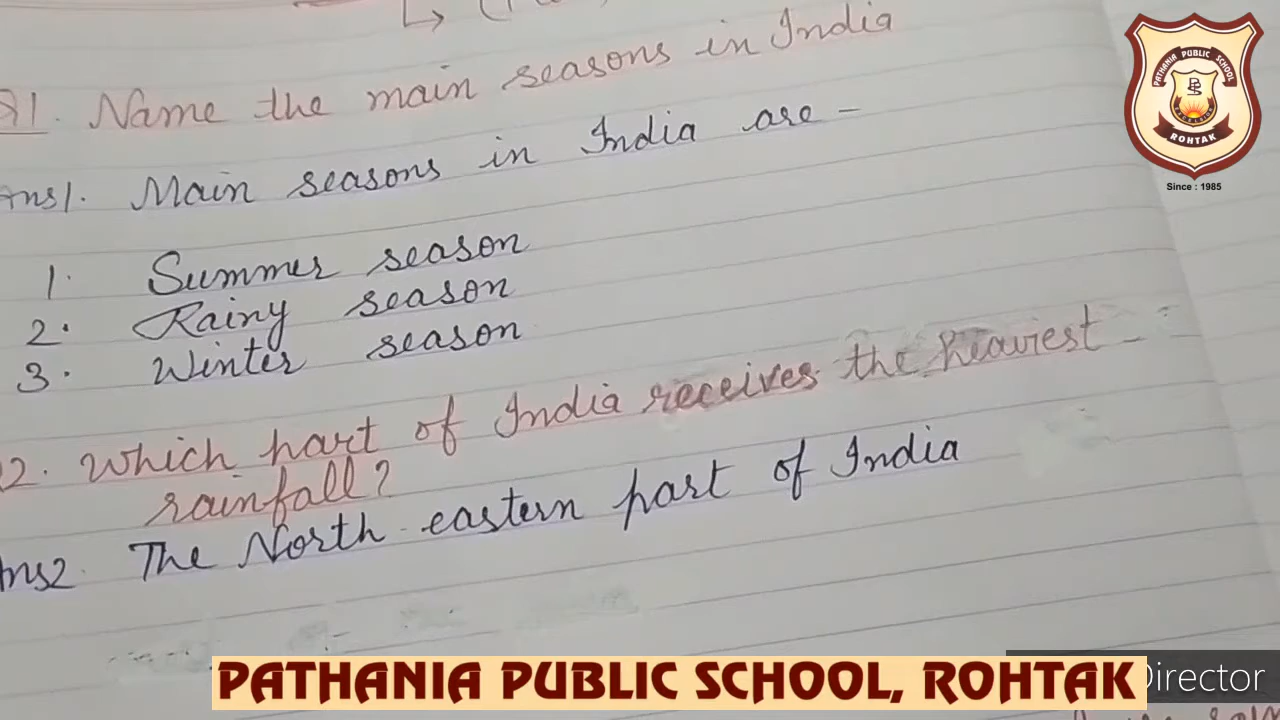 Q1. Name the main seasons in India
Ans1. Main seasons in India are -
1. Summer season
2. Rainy season
3. Winter season
Q2. Which part of India receives the heaviest -
rainfall?
Ans2. The North eastern part of India
PATHANIA PUBLIC SCHOOL
PPS
ROHTAK
Since : 1985
PATHANIA PUBLIC SCHOOL, ROHTAK
Director